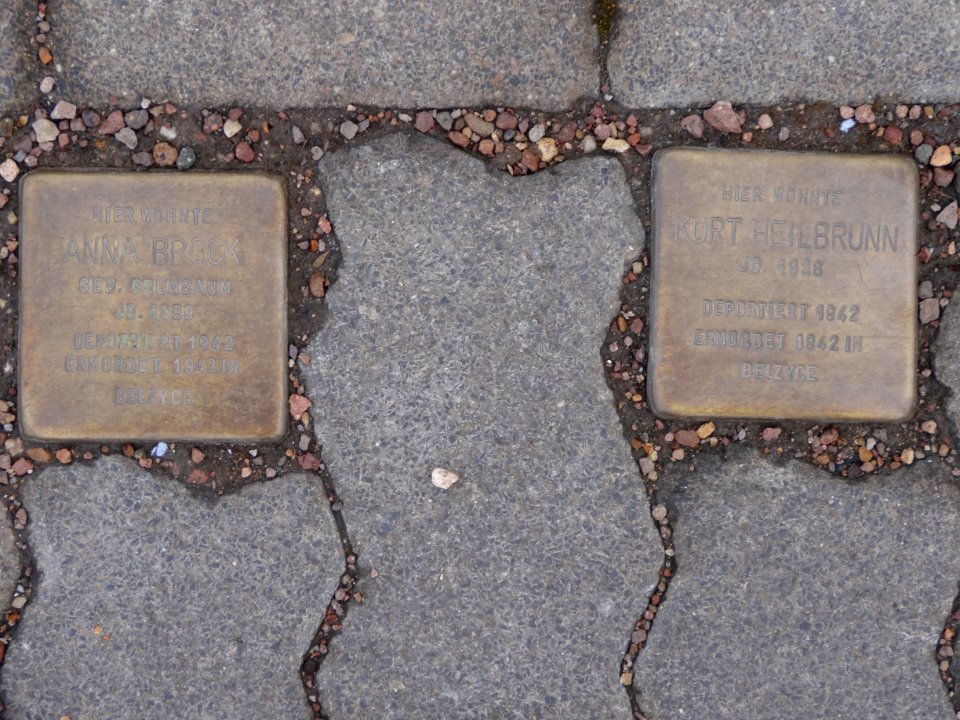 HIER WOHNTE
ANNA BROCK
GEB. GRÜNBAUM
JG. 1889
DEPORTIERT 1942
ERMORDET 1942 IN
BELZYCE
HIER WOHNTE
KURT HEILBRUNN
JG. 1938
DEPORTIERT 1942
ERMORDET 1942 IN
BELZYCE